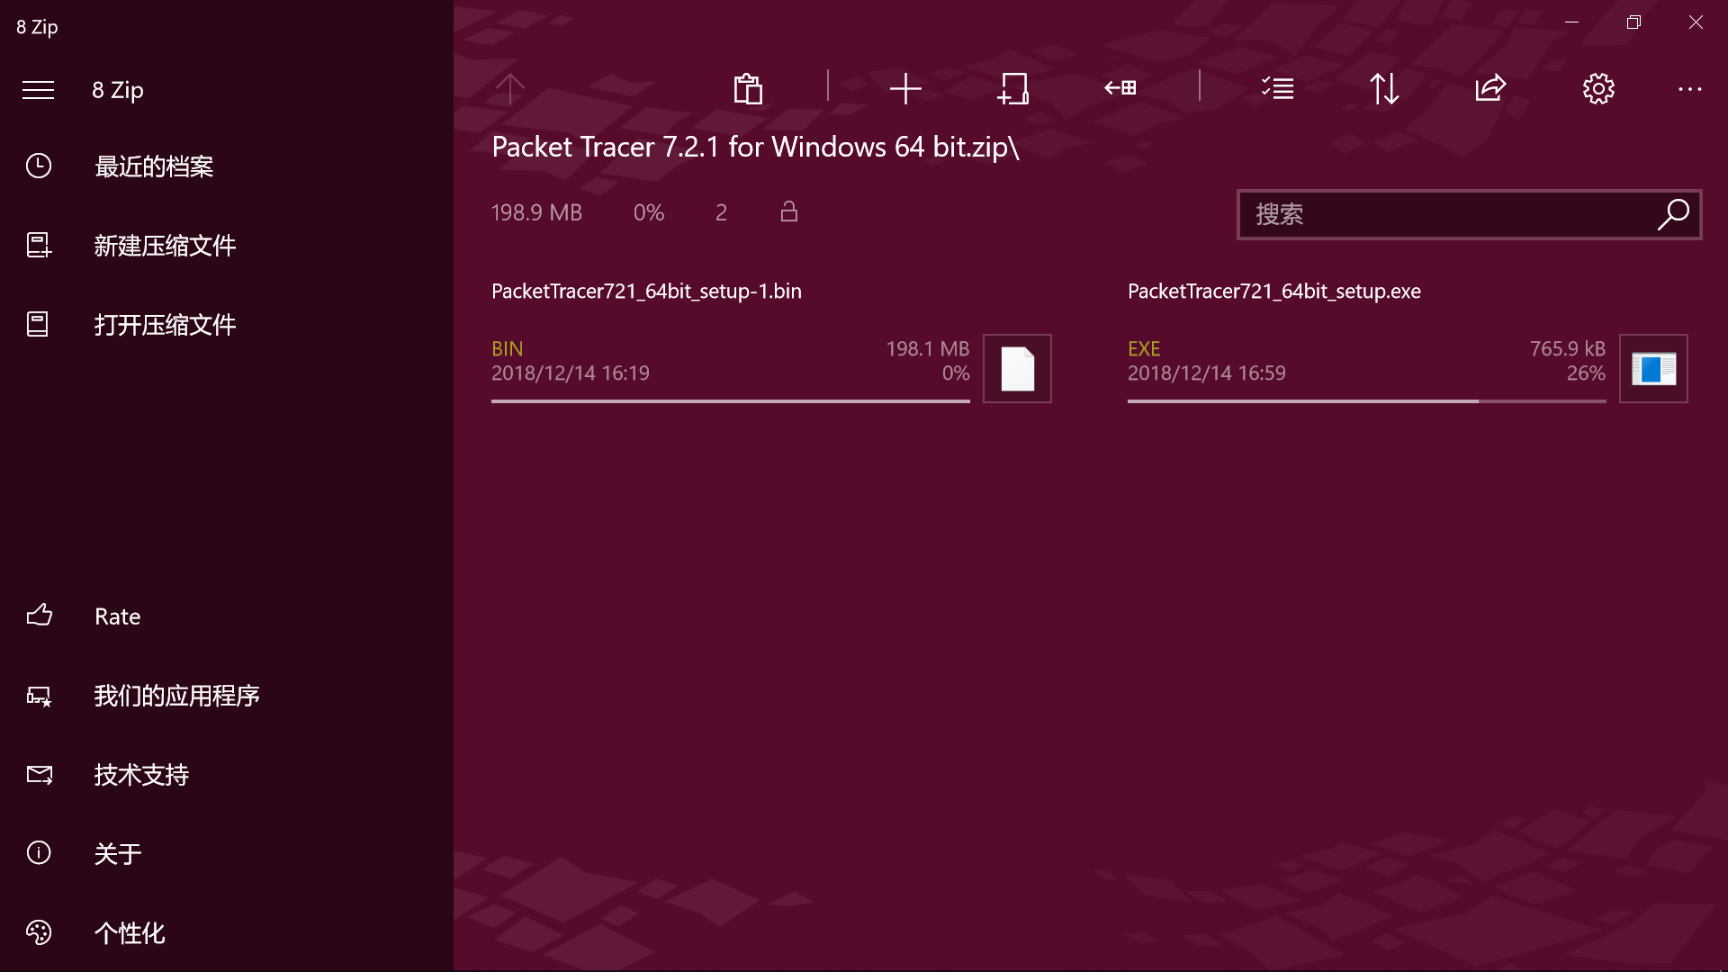 8 Zip
8 Zip
最近的档案
新建压缩文件
打开压缩文件
Rate
我们的应用程序
技术支持
关于
个性化
Packet Tracer 7.2.1 for Windows 64 bit.zip\
198.9 MB 0% 2
搜索
PacketTracer721_64bit_setup-1.bin
BIN 198.1 MB
2018/12/14 16:19 0%
PacketTracer721_64bit_setup.exe
EXE 765.9 kB
2018/12/14 16:59 26%